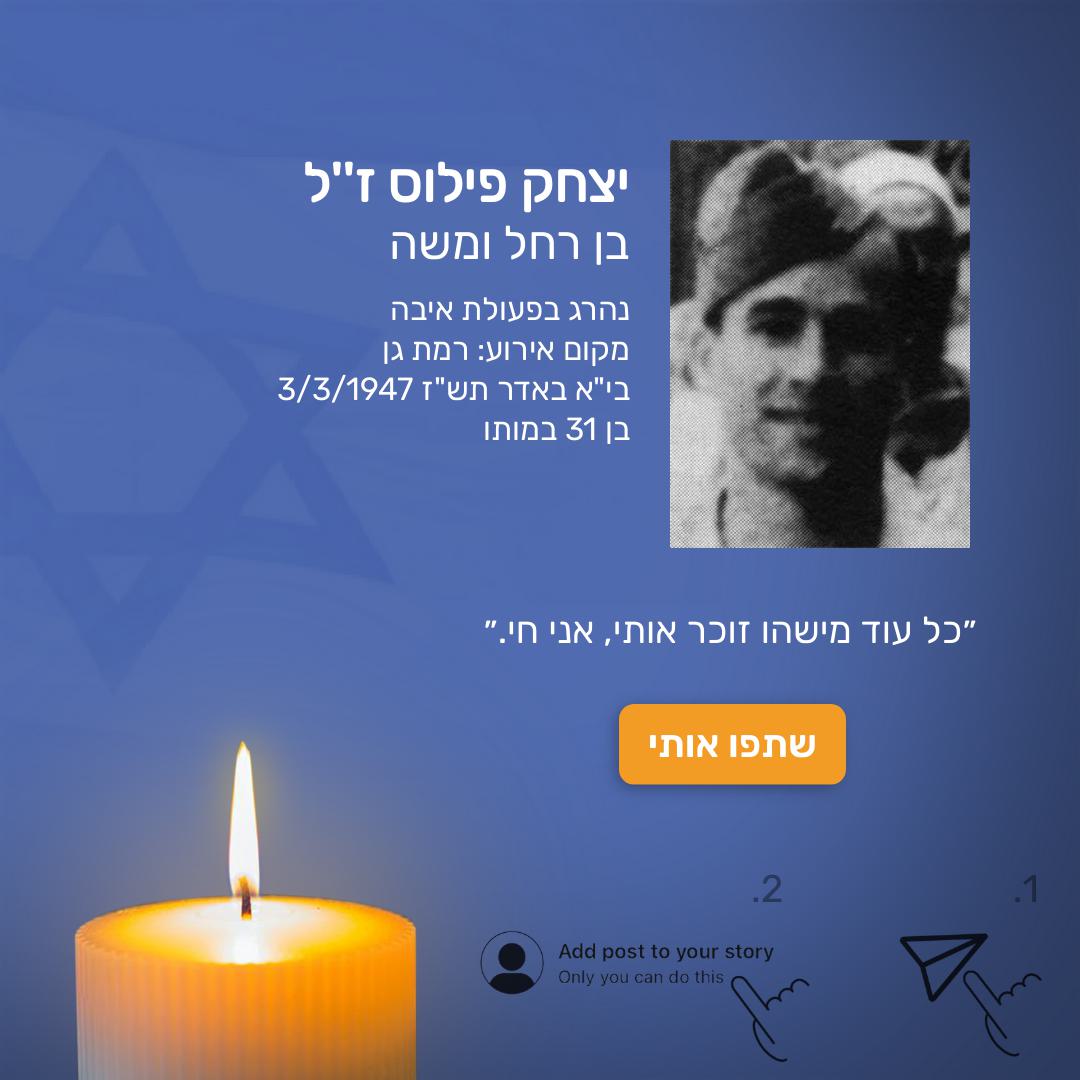 יצחק פילוס ז"ל
בן רחל ומשה
נהרג בפעולת איבה
מקום אירוע: רמת גן
בי"א באדר תש"ז 3/3/1947
בן 31 במותו
״כל עוד מישהו זוכר אותי, אני חי.״
שתפו אותי
.1
.2
Add post to your story
Only you can do this